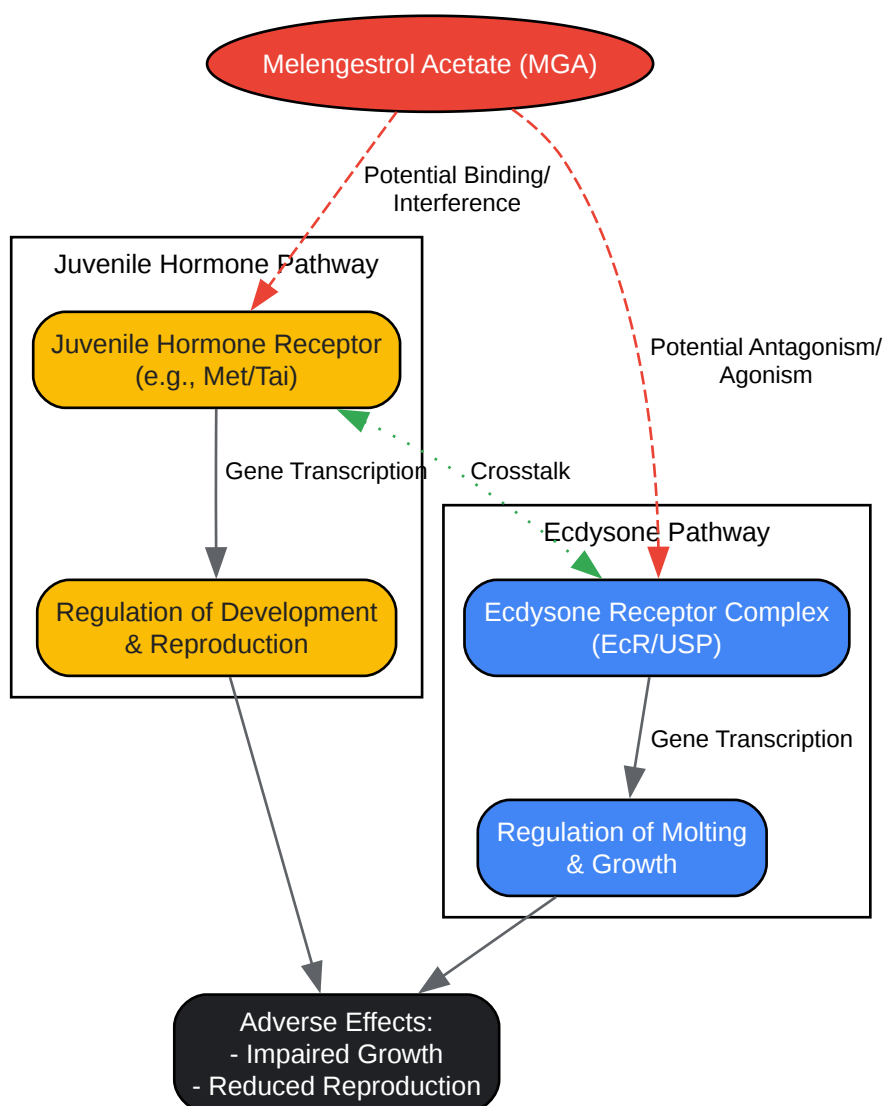 Melengestrol Acetate (MGA)
Potential Binding/
Interference
Juvenile Hormone Pathway
Juvenile Hormone Receptor
(e.g., Met/Tai)
Potential Antagonism/
Agonism
Gene Transcription
Crosstalk
Ecdysone Pathway
Regulation of Development
& Reproduction
Ecdysone Receptor Complex
(EcR/USP)
Gene Transcription
Regulation of Molting
& Growth
Adverse Effects:
- Impaired Growth
- Reduced Reproduction